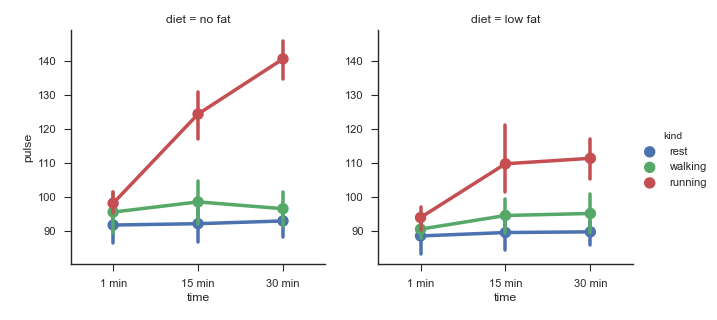 diet = no fat
diet = low fat
pulse
140
130
120
110
100
90
1 min
15 min
30 min
time
140
130
120
110
100
90
1 min
15 min
30 min
time
kind
rest
walking
running